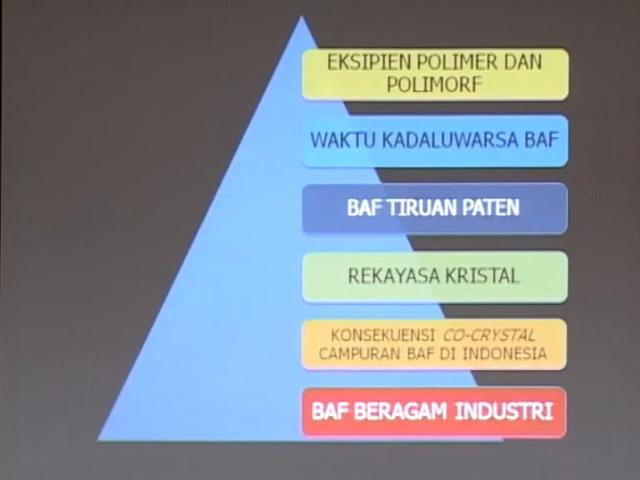 EKSIPIEN POLIMER DAN
POLIMORF
WAKTU KADALUWARSA BAF
BAF TIRUAN PATEN
REKAYASA KRISTAL
KONSEKUENSI CO-CRYSTAL
CAMPURAN BAF DI INDONESIA
BAF BERAGAM INDUSTRI